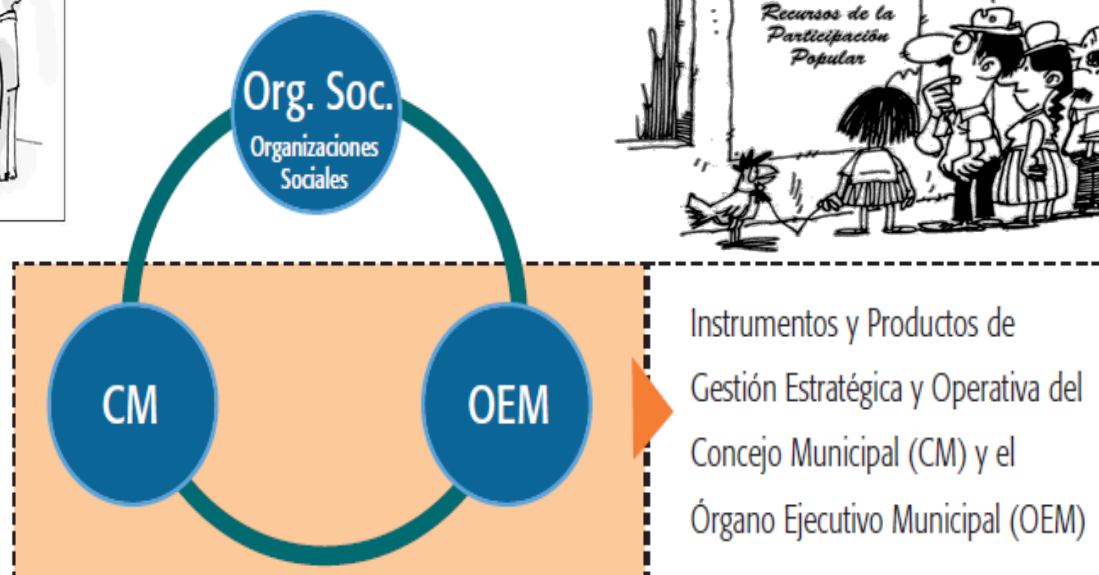 Recursos de la
Participación
Popular
Org. Soc.
Organizaciones
Sociales
CM
OEM
Instrumentos y Productos de
Gestión Estratégica y Operativa del
Concejo Municipal (CM) y el
Órgano Ejecutivo Municipal (OEM)